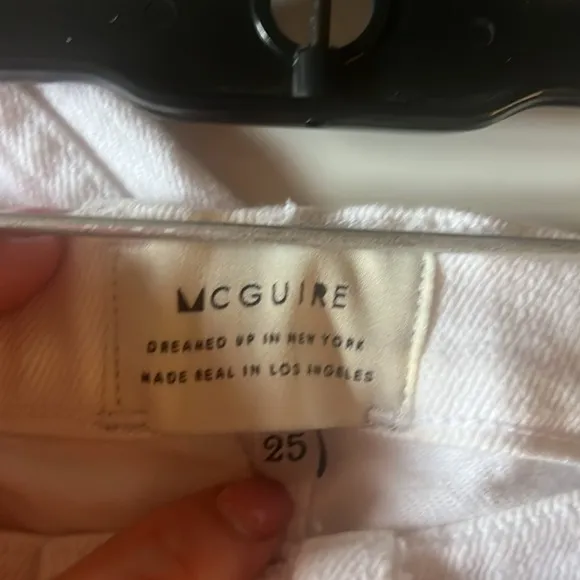 MCGUIRE
DREAMED UP IN NEW YORK
MADE REAL IN LOS ANGELES
25